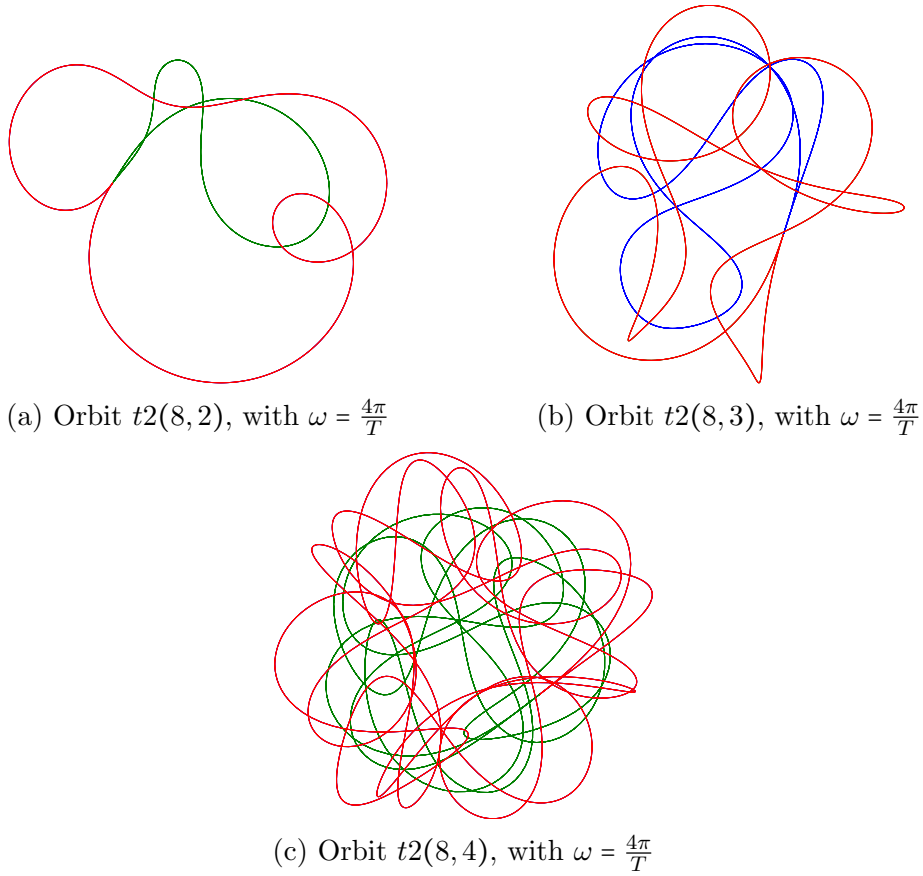 (a) Orbit t2(8, 2), with ω = 4π/T
(b) Orbit t2(8, 3), with ω = 4π/T
(c) Orbit t2(8, 4), with ω = 4π/T